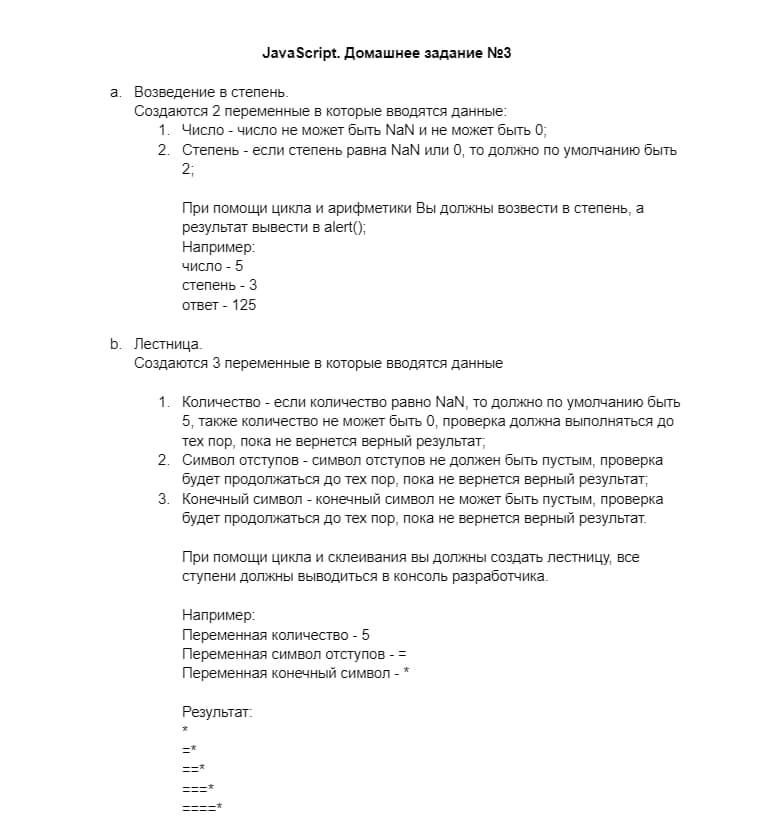 JavaScript. Домашнее задание №3
a. Возведение в степень.
Создаются 2 переменные в которые вводятся данные:
1. Число - число не может быть NaN и не может быть 0;
2. Степень - если степень равна NaN или 0, то должно по умолчанию быть
2;
При помощи цикла и арифметики Вы должны возвести в степень, а
результат вывести в alert();
Например:
число - 5
степень - 3
ответ - 125
b. Лестница.
Создаются 3 переменные в которые вводятся данные
1. Количество - если количество равно NaN, то должно по умолчанию быть
5, также количество не может быть 0, проверка должна выполняться до
тех пор, пока не вернется верный результат;
2. Символ отступов - символ отступов не должен быть пустым, проверка
будет продолжаться до тех пор, пока не вернется верный результат;
3. Конечный символ - конечный символ не может быть пустым, проверка
будет продолжаться до тех пор, пока не вернется верный результат.
При помощи цикла и склеивания вы должны создать лестницу, все
ступени должны выводиться в консоль разработчика.
Например:
Переменная количество - 5
Переменная символ отступов - =
Переменная конечный символ - *
Результат:
*
=*
==*
===*
====*